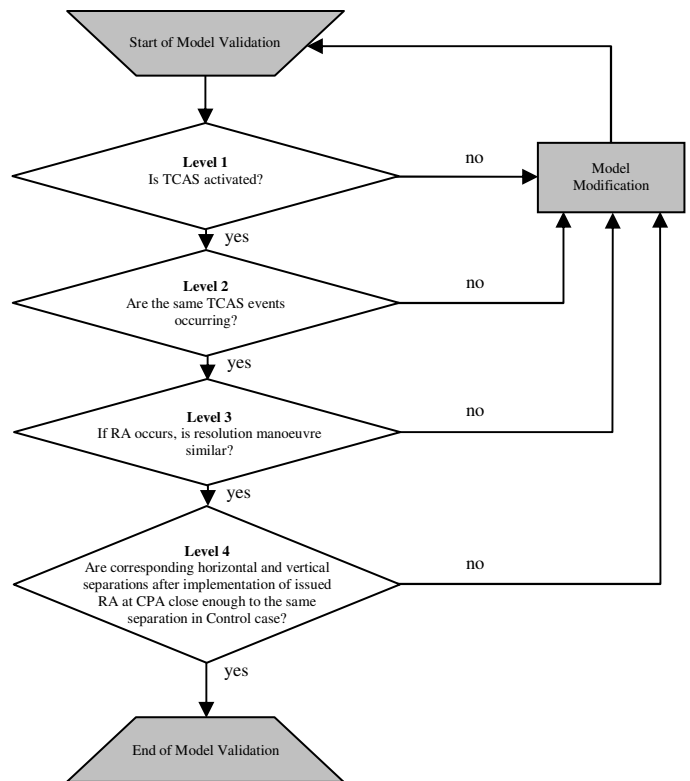 Start of Model Validation
Level 1
Is TCAS activated?
no
Model
Modification
yes
Level 2
Are the same TCAS events
occurring?
no
yes
Level 3
If RA occurs, is resolution manoeuvre
similar?
no
yes
Level 4
Are corresponding horizontal and vertical
separations after implementation of issued
RA at CPA close enough to the same
separation in Control case?
no
yes
End of Model Validation